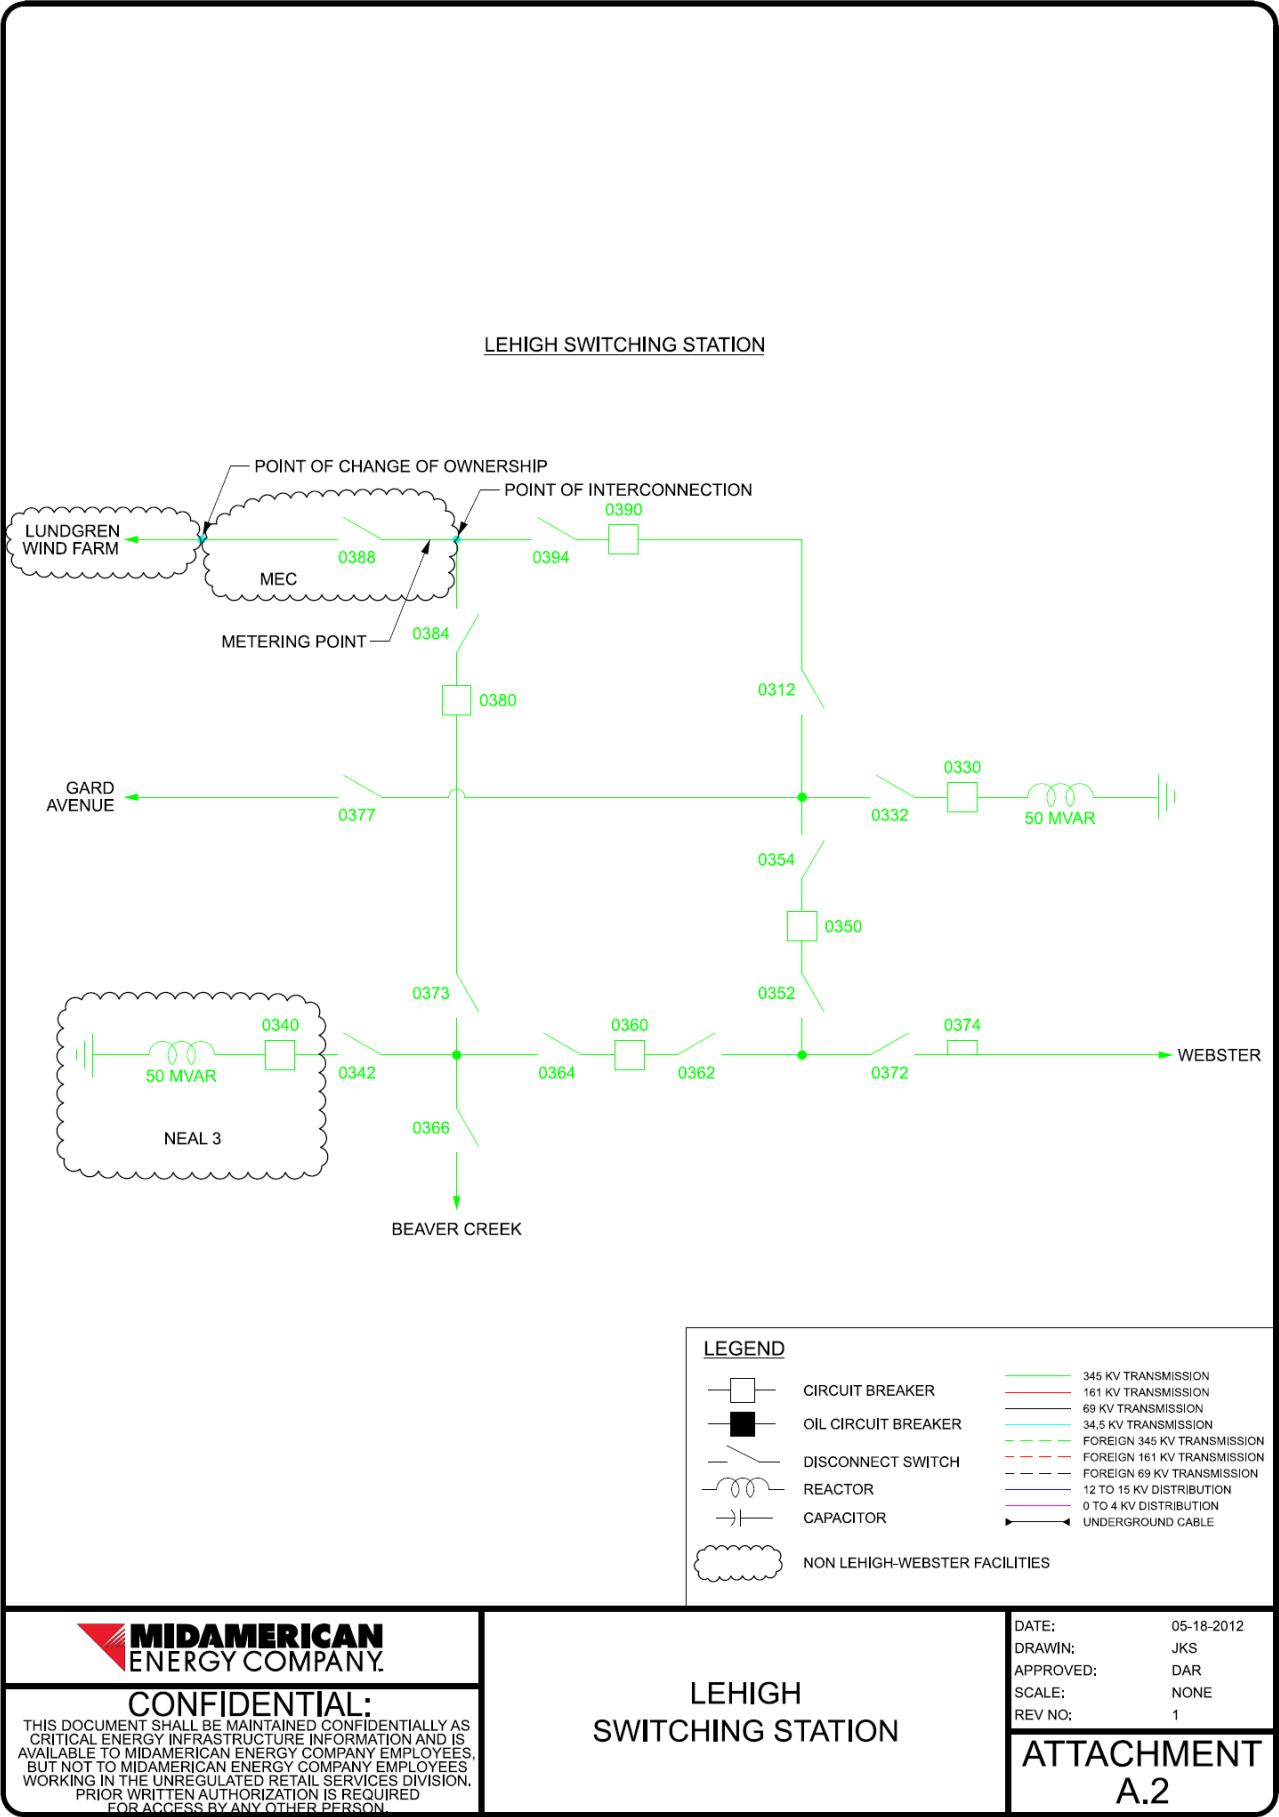 LEHIGH SWITCHING STATION
POINT OF CHANGE OF OWNERSHIP
POINT OF INTERCONNECTION
0390
LUNDGREN
WIND FARM
0388
0394
MEC
METERING POINT
0384
0380
0312
GARD
AVENUE
0377
0332
0330
50 MVAR
0354
0350
0373
0352
0340
0360
0374
50 MVAR
0342
0364
0362
0372
WEBSTER
NEAL 3
0366
BEAVER CREEK
LEGEND
CIRCUIT BREAKER
OIL CIRCUIT BREAKER
DISCONNECT SWITCH
REACTOR
CAPACITOR
NON LEHIGH-WEBSTER FACILITIES
345 KV TRANSMISSION
161 KV TRANSMISSION
69 KV TRANSMISSION
34.5 KV TRANSMISSION
FOREIGN 345 KV TRANSMISSION
FOREIGN 161 KV TRANSMISSION
FOREIGN 69 KV TRANSMISSION
12 TO 15 KV DISTRIBUTION
0 TO 4 KV DISTRIBUTION
UNDERGROUND CABLE
MIDAMERICAN
ENERGY COMPANY.
CONFIDENTIAL:
THIS DOCUMENT SHALL BE MAINTAINED CONFIDENTIALLY AS
CRITICAL ENERGY INFRASTRUCTURE INFORMATION AND IS
AVAILABLE TO MIDAMERICAN ENERGY COMPANY EMPLOYEES,
BUT NOT TO MIDAMERICAN ENERGY COMPANY EMPLOYEES
WORKING IN THE UNREGULATED RETAIL SERVICES DIVISION.
PRIOR WRITTEN AUTHORIZATION IS REQUIRED
FOR ACCESS BY ANY OTHER PERSON.
LEHIGH
SWITCHING STATION
DATE: 05-18-2012
DRAWIN: JKS
APPROVED: DAR
SCALE: NONE
REV NO: 1
ATTACHMENT
A.2